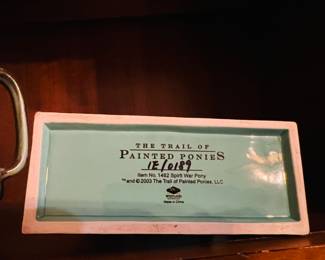 THE TRAIL OF
PAINTED PONIES
1E/0189
Item No. 1482 Spirit War Pony
™ and © 2003 The Trail of Painted Ponies, LLC
WESTLAND
Made in China